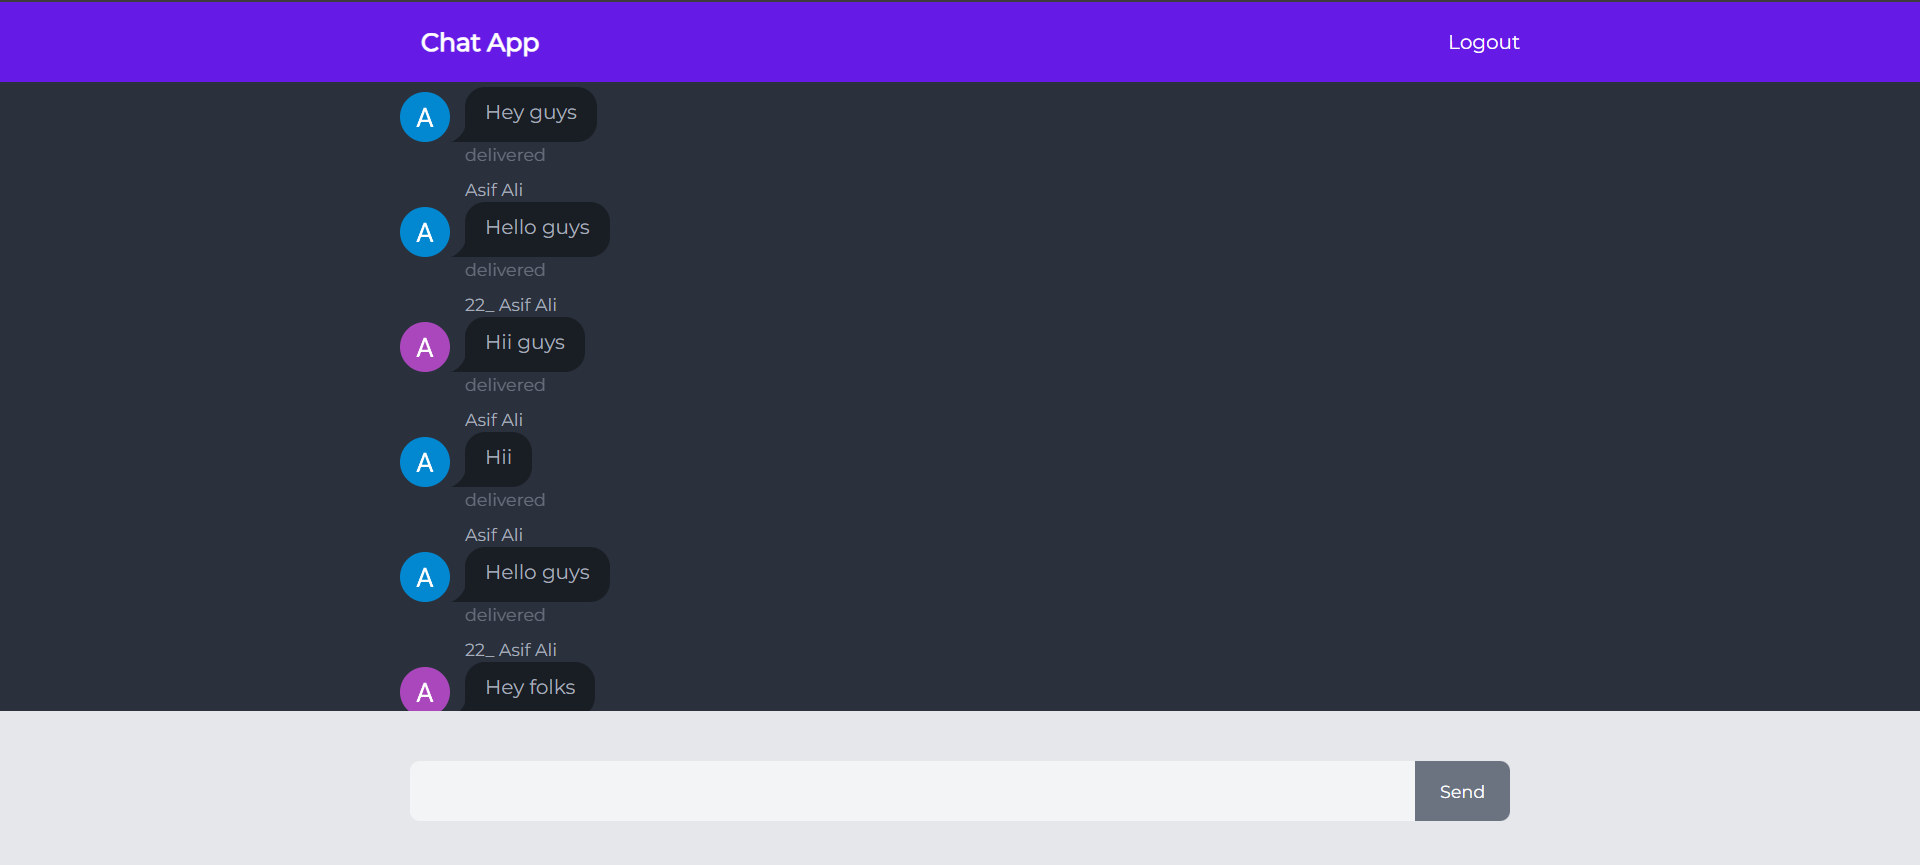 Chat App
Logout
A
Hey guys
delivered
Asif Ali
A
Hello guys
delivered
22_ Asif Ali
A
Hii guys
delivered
Asif Ali
A
Hii
delivered
Asif Ali
A
Hello guys
delivered
22_ Asif Ali
A
Hey folks
Send